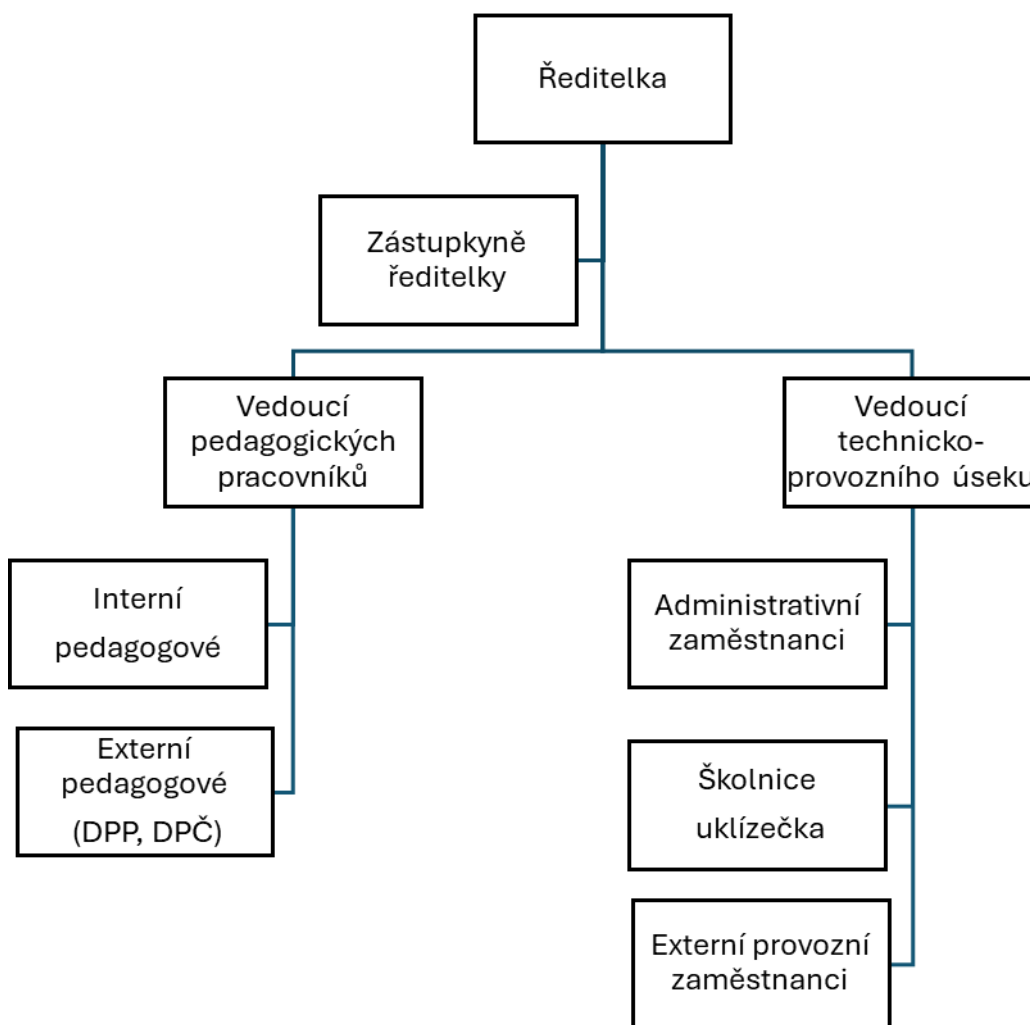 Ředitelka
Zástupkyně
ředitelky
Vedoucí
pedagogických
pracovníků
Vedoucí
technicko-
provozního úseku
Interní
pedagogové
Externí
pedagogové
(DPP, DPČ)
Administrativní
zaměstnanci
Školnice
uklízečka
Externí provozní
zaměstnanci